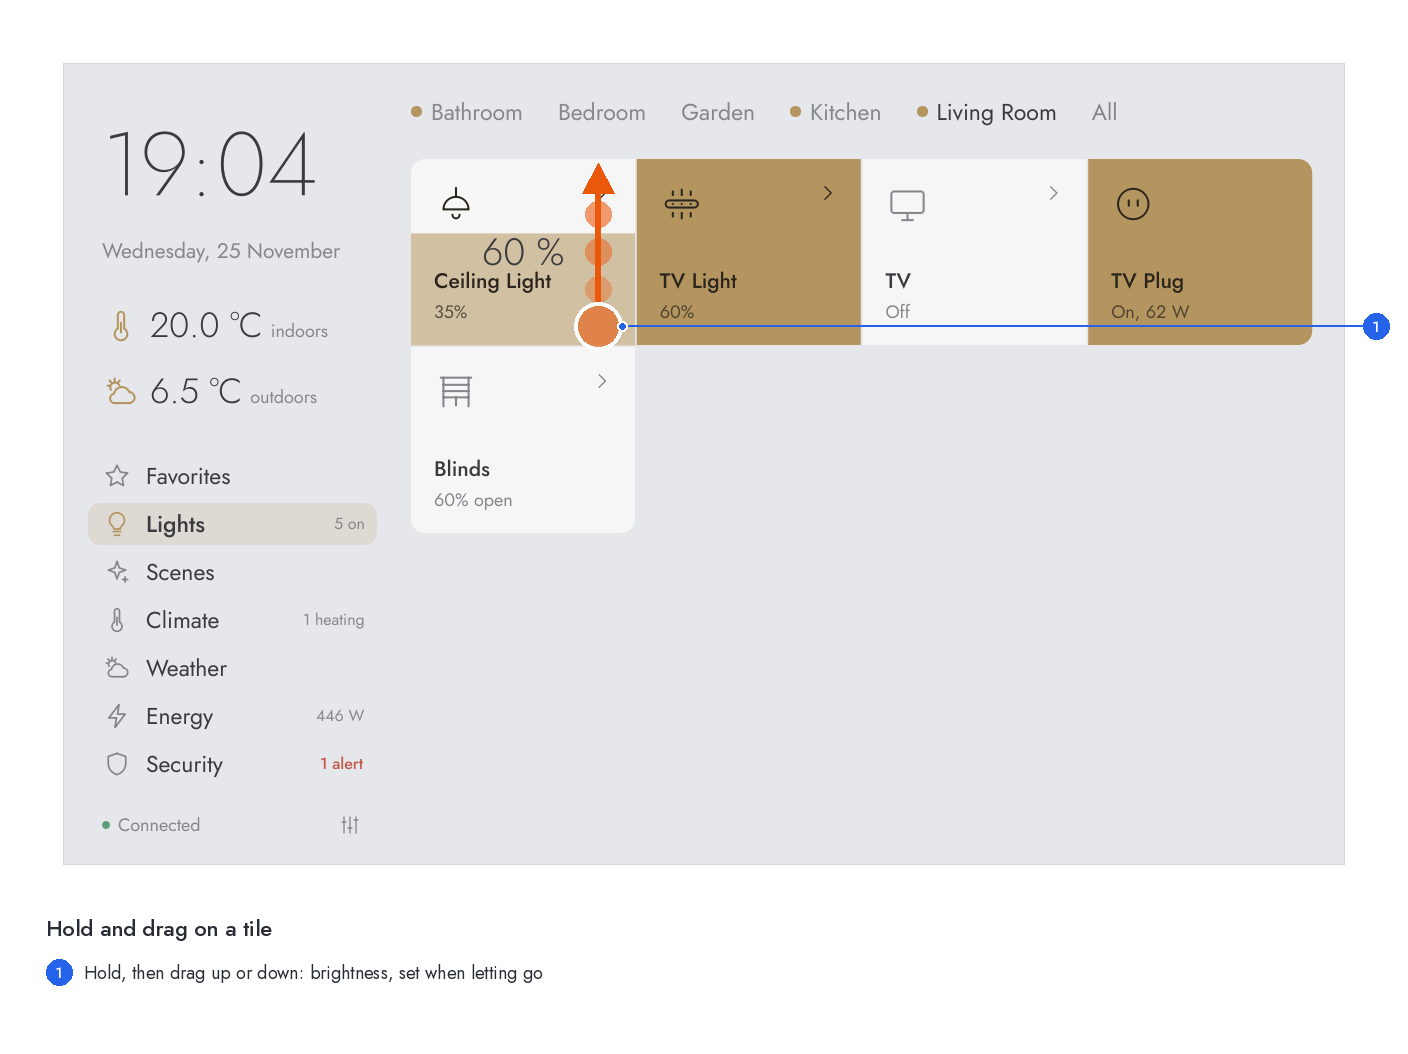 19:04
Wednesday, 25 November
20.0 °C indoors
6.5 °C outdoors
Favorites
Lights 5 on
Scenes
Climate 1 heating
Weather
Energy 446 W
Security 1 alert
Connected
Bathroom Bedroom Garden Kitchen Living Room All
60 %
Ceiling Light
35%
TV Light
60%
TV
Off
TV Plug
On, 62 W
1
Blinds
60% open
Hold and drag on a tile
1 Hold, then drag up or down: brightness, set when letting go